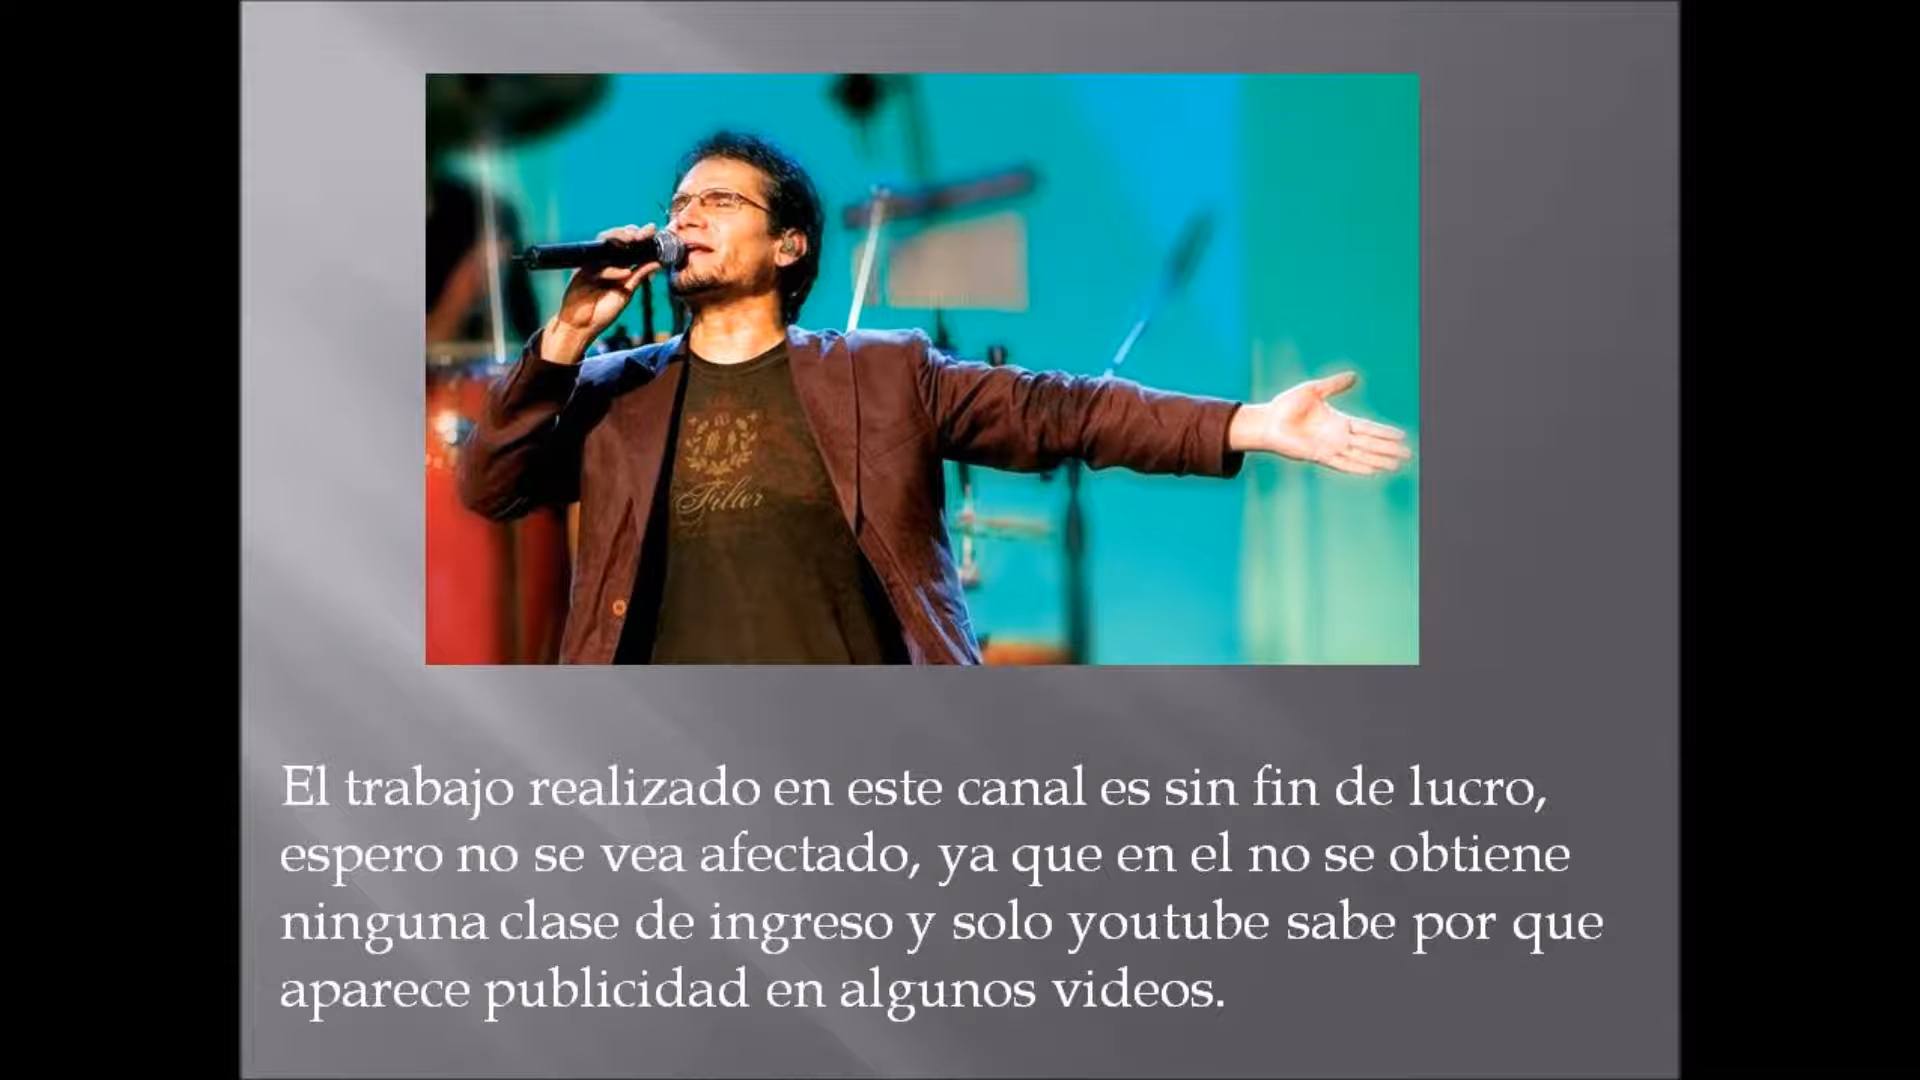 Filler
El trabajo realizado en este canal es sin fin de lucro,
espero no se vea afectado, ya que en el no se obtiene
ninguna clase de ingreso y solo youtube sabe por que
aparece publicidad en algunos videos.